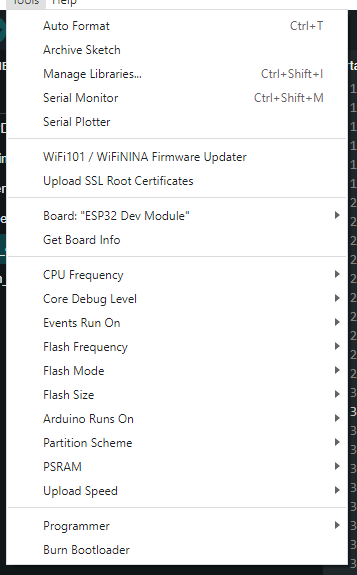 Tools Help
Auto Format Ctrl+T
Archive Sketch
Manage Libraries... Ctrl+Shift+I
Serial Monitor Ctrl+Shift+M
Serial Plotter
WiFi101 / WiFiNINA Firmware Updater
Upload SSL Root Certificates
Board: "ESP32 Dev Module"
Get Board Info
CPU Frequency
Core Debug Level
Events Run On
Flash Frequency
Flash Mode
Flash Size
Arduino Runs On
Partition Scheme
PSRAM
Upload Speed
Programmer
Burn Bootloader